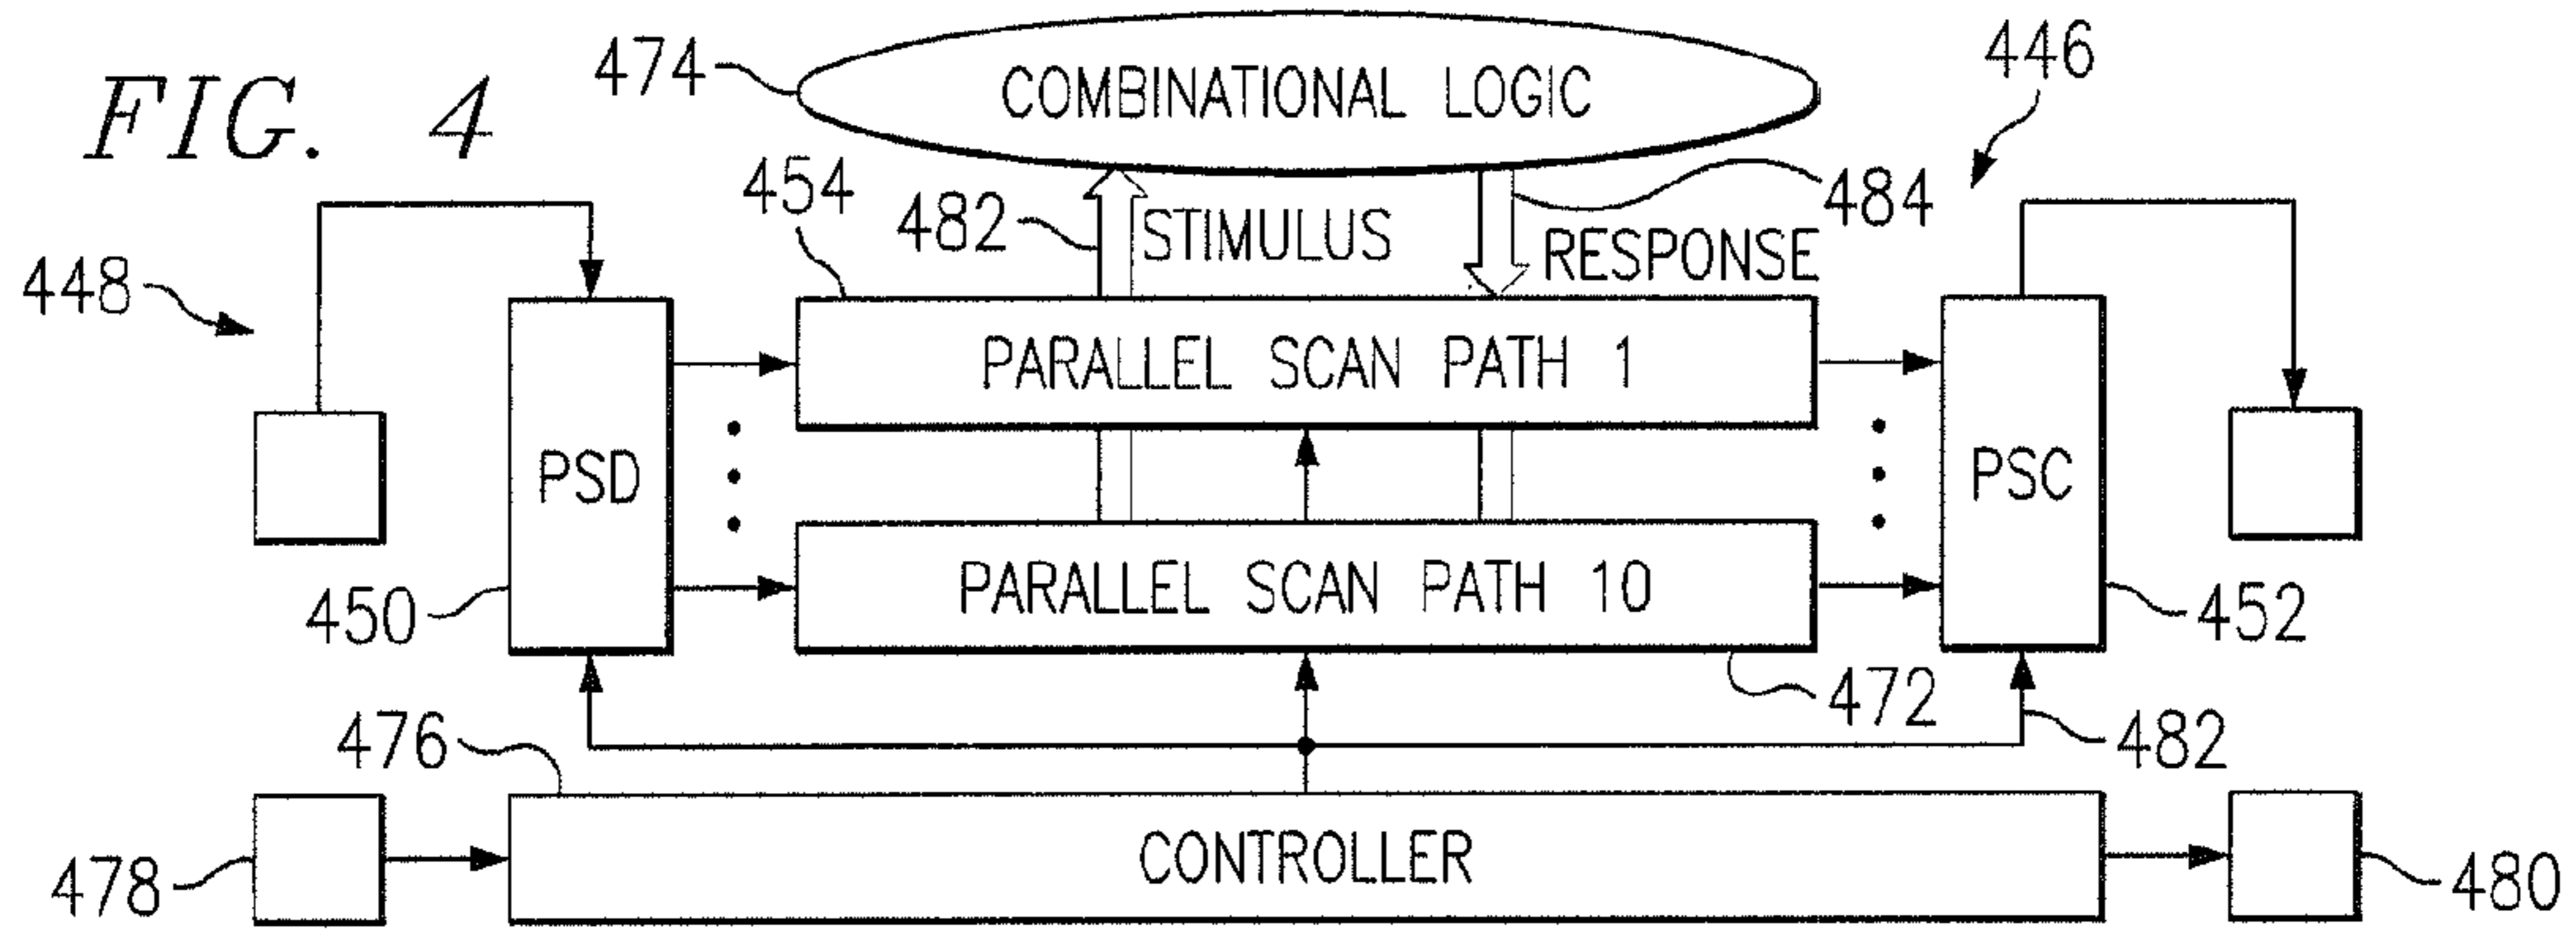 FIG. 4
474
COMBINATIONAL LOGIC
446
454
482
STIMULUS
484
RESPONSE
448
PARALLEL SCAN PATH 1
PSD
PSC
450
PARALLEL SCAN PATH 10
452
472
476
482
478
CONTROLLER
480